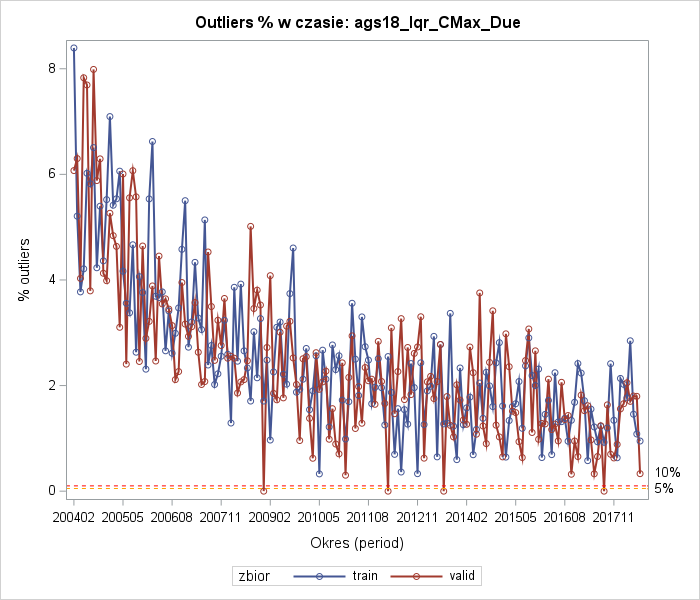 Outliers % w czasie: ags18_Iqr_CMax_Due
% outliers
8
6
4
2
0
10%
5%
200402 200505 200608 200711 200902 201005 201108 201211 201402 201505 201608 201711
Okres (period)
zbior train valid